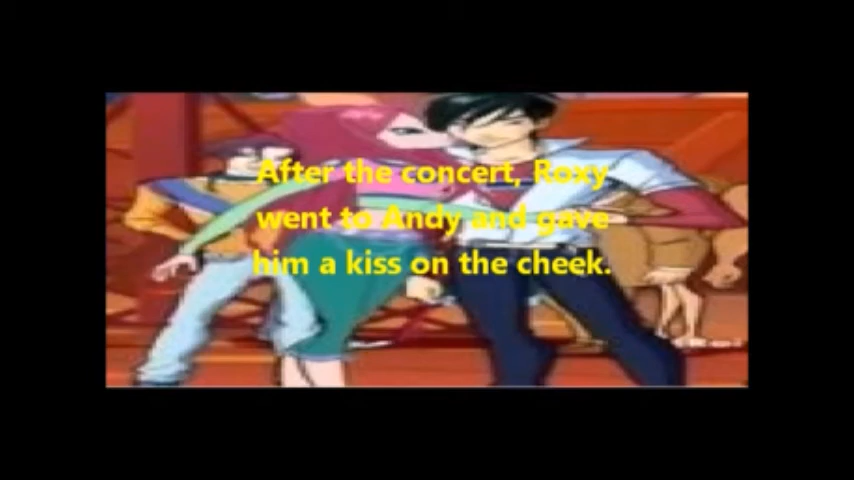 After the concert, Roxy
went to Andy and gave
him a kiss on the cheek.